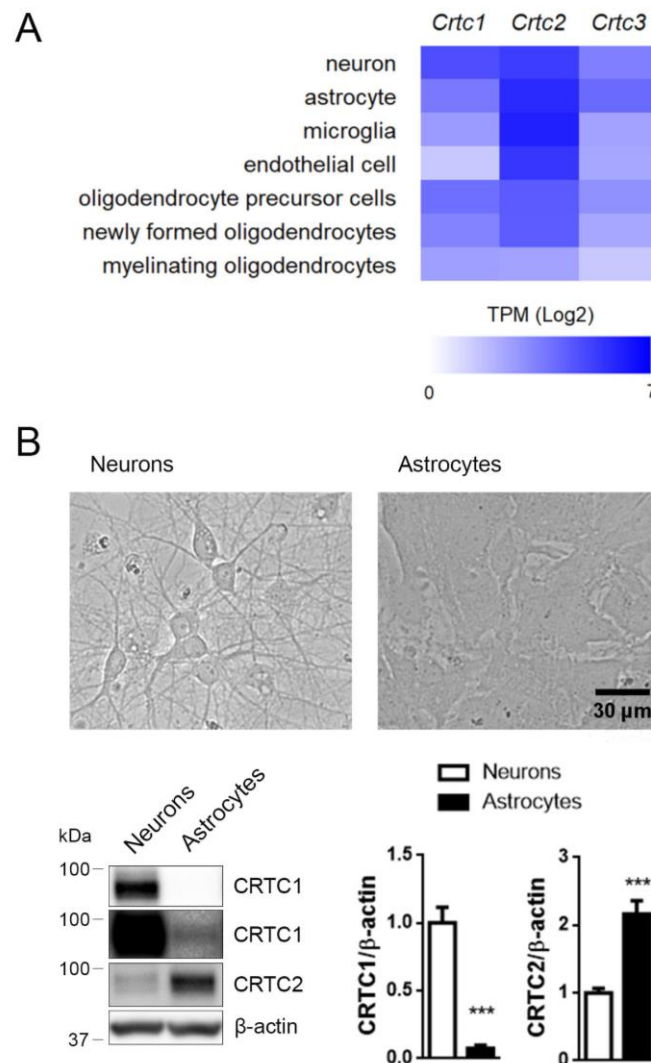 A
Crtc1 Crtc2 Crtc3
neuron
astrocyte
microglia
endothelial cell
oligodendrocyte precursor cells
newly formed oligodendrocytes
myelinating oligodendrocytes
TPM (Log2)
0 7
B
Neurons Astrocytes
30 μm
Neurons
Astrocytes
kDa
Neurons
Astrocytes
100
CRTC1
100
CRTC1
100
CRTC2
37
β-actin
CRTC1/β-actin
1.5
1.0
0.5
0.0
***
CRTC2/β-actin
3
2
1
0
***